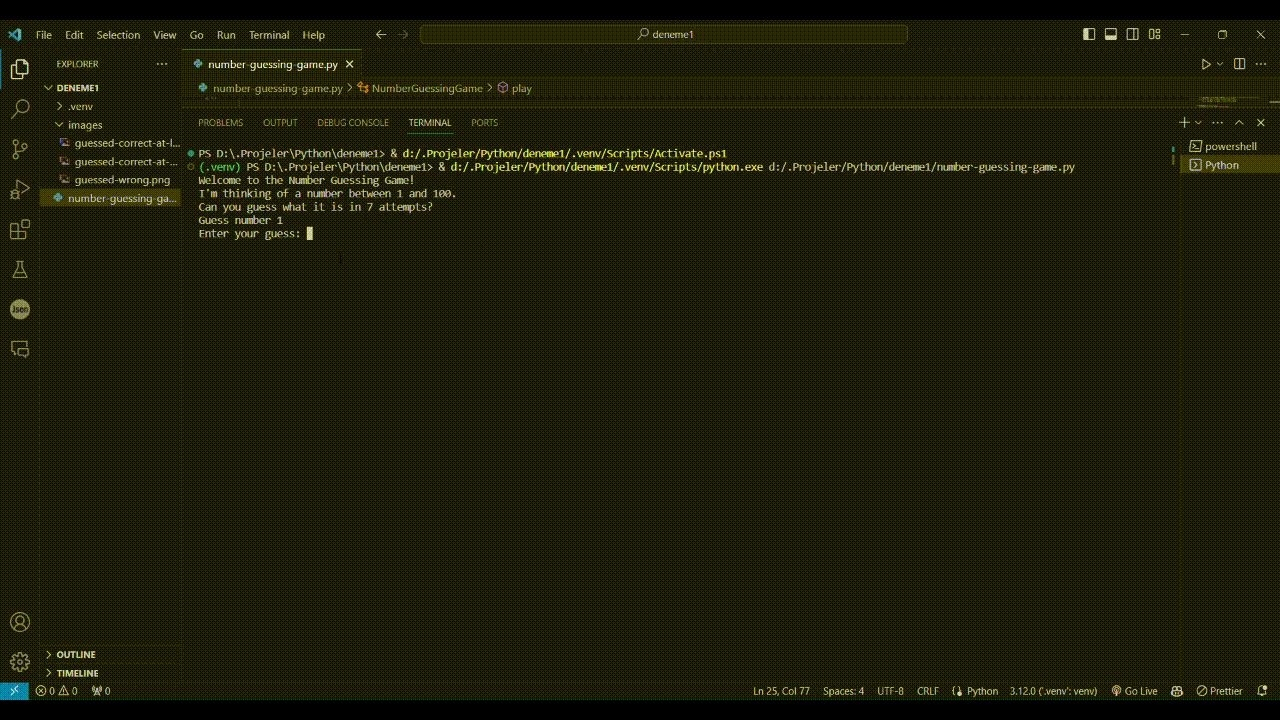 File Edit Selection View Go Run Terminal Help
deneme1
EXPLORER
DENEME1
.venv
images
guessed-correct-at-l...
guessed-correct-at-...
guessed-wrong.png
number-guessing-ga...
OUTLINE
TIMELINE
number-guessing-game.py
number-guessing-game.py > NumberGuessingGame > play
PROBLEMS OUTPUT DEBUG CONSOLE TERMINAL PORTS
PS D:\.Projeler\Python\deneme1> & d:/.Projeler/Python/deneme1/.venv/Scripts/Activate.ps1
(.venv) PS D:\.Projeler\Python\deneme1> & d:/.Projeler/Python/deneme1/.venv/Scripts/python.exe d:/.Projeler/Python/deneme1/number-guessing-game.py
Welcome to the Number Guessing Game!
I'm thinking of a number between 1 and 100.
Can you guess what it is in 7 attempts?
Guess number 1
Enter your guess:
powershell
Python
json
0 0 0 Ln 25, Col 77 Spaces: 4 UTF-8 CRLF Python 3.12.0 ('.venv': venv) Go Live Prettier